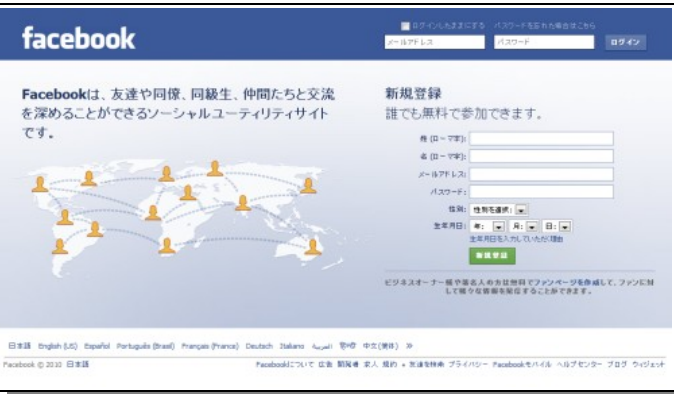 facebook
ログインしたままにする パスワードを忘れた場合はこちら
メールアドレス パスワード ログイン
Facebookは、友達や同僚、同級生、仲間たちと交流
を深めることができるソーシャルユーティリティサイト
です。
新規登録
誰でも無料で参加できます。
姓 (ローマ字):
名 (ローマ字):
メールアドレス:
パスワード:
性別: 性別を選択:
生年月日: 年: 月: 日:
生年月日を入力していただく理由
新規登録
ビジネスオーナー様や著名人の方は無料でファンページを作成して、ファンに対
して様々な情報を配信することができます。
日本語 English (US) Español Português (Brasil) Français (France) Deutsch Italiano العربية हिन्दी 中文(简体) »
Facebook © 2010 日本語
Facebookについて 広告 開発者 求人 規約 • 友達を検索 プライバシー Facebookモバイル ヘルプセンター ブログ ウィジェット